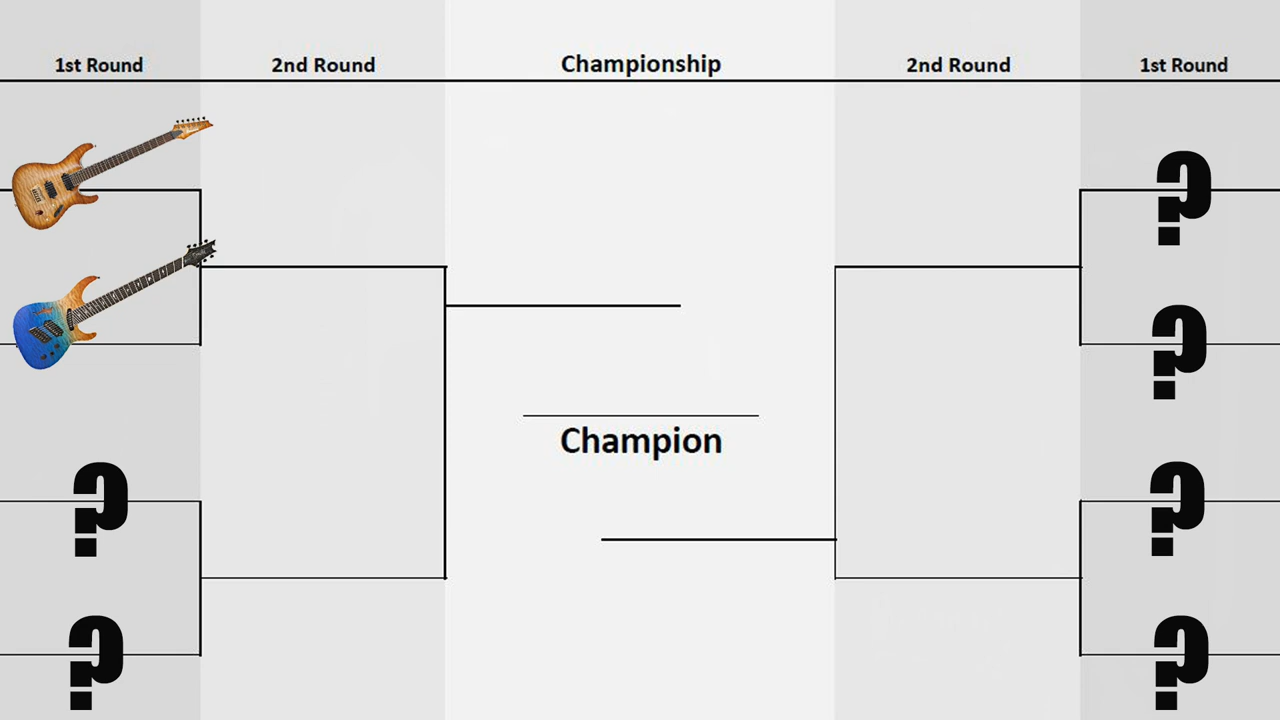 1st Round
2nd Round
Championship
2nd Round
1st Round
?
?
?
?
?
?
Champion